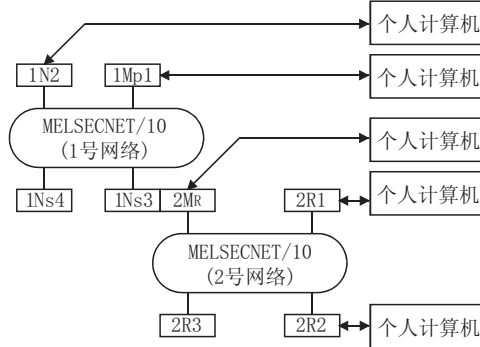 个人计算机
1N2 1Mp1 个人计算机
MELSECNET/10
(1号网络)
个人计算机
1Ns4 1Ns3 2MR 2R1 个人计算机
MELSECNET/10
(2号网络)
2R3 2R2 个人计算机